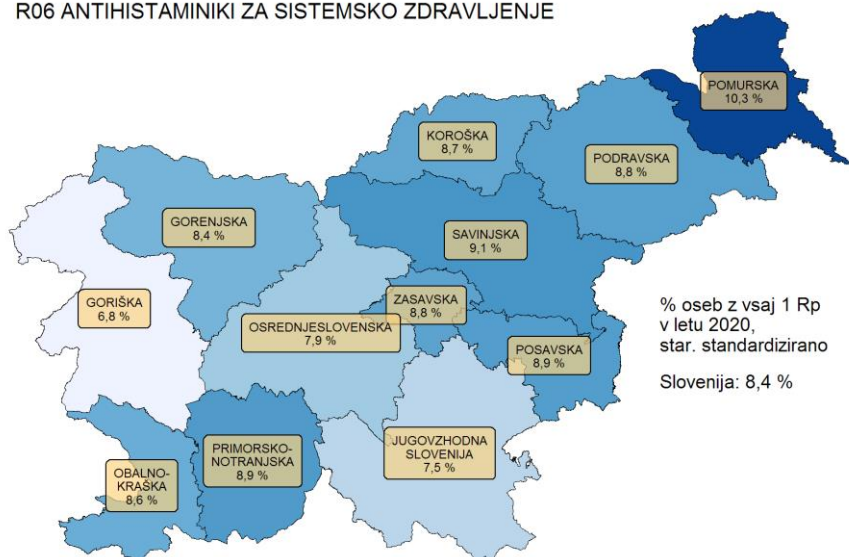 R06 ANTIHISTAMINIKI ZA SISTEMSKO ZDRAVLJENJE
POMURSKA
10,3 %
KOROŠKA
8,7 %
PODRAVSKA
8,8 %
GORENJSKA
8,4 %
SAVINJSKA
9,1 %
GORIŠKA
6,8 %
ZASAVSKA
8,8 %
OSREDNJESLOVENSKA
7,9 %
POSAVSKA
8,9 %
% oseb z vsaj 1 Rp
v letu 2020,
star. standardizirano
Slovenija: 8,4 %
PRIMORSKO-
NOTRANJSKA
8,9 %
JUGOVZHODNA
SLOVENIJA
7,5 %
OBALNO-
KRAŠKA
8,6 %